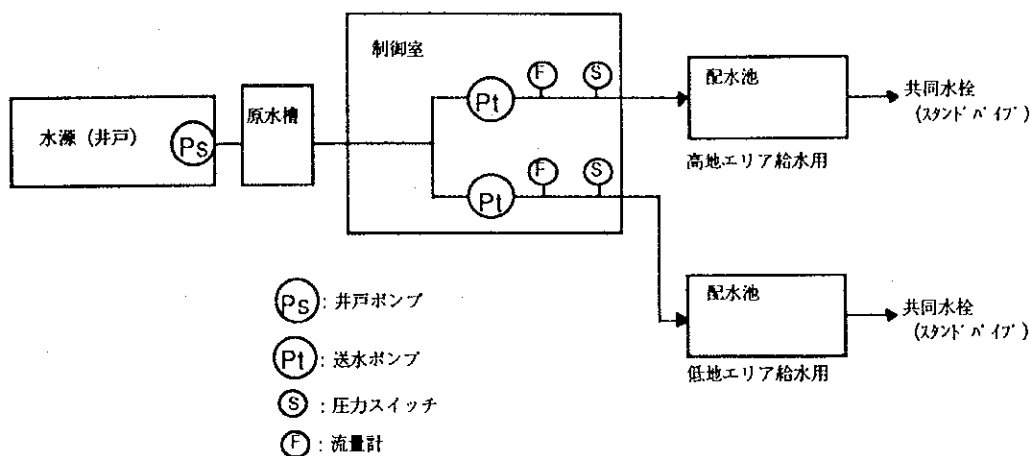 制御室
F
S
Pt
配水池
共同水栓
(スタンドパイプ)
高地エリア給水用
水源 (井戸)
Ps
原水槽
F
S
Pt
配水池
共同水栓
(スタンドパイプ)
低地エリア給水用
Ps : 井戸ポンプ
Pt : 送水ポンプ
S : 圧力スイッチ
F : 流量計